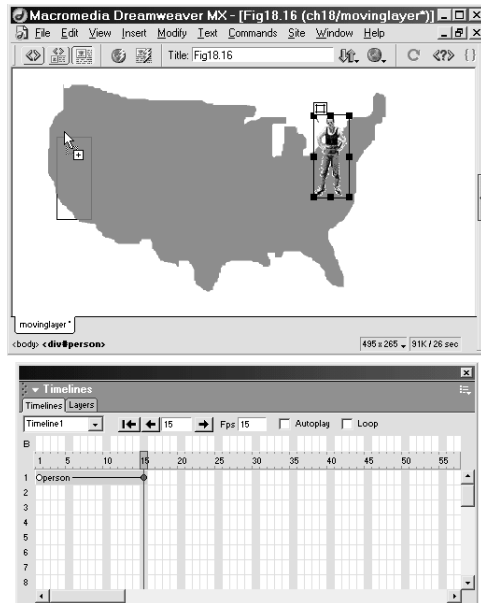 Macromedia Dreamweaver MX - [Fig18.16 (ch18/movinglayer*)]
File Edit View Insert Modify Text Commands Site Window Help
Title: Fig18.16
movinglayer*
<body> <div#person>
495 x 265 91K / 26 sec
Timelines
Timelines Layers
Timeline1 15 Fps 15 Autoplay Loop
B
1 5 10 15 20 25 30 35 40 45 50 55
1 person
2
3
4
5
6
7
8